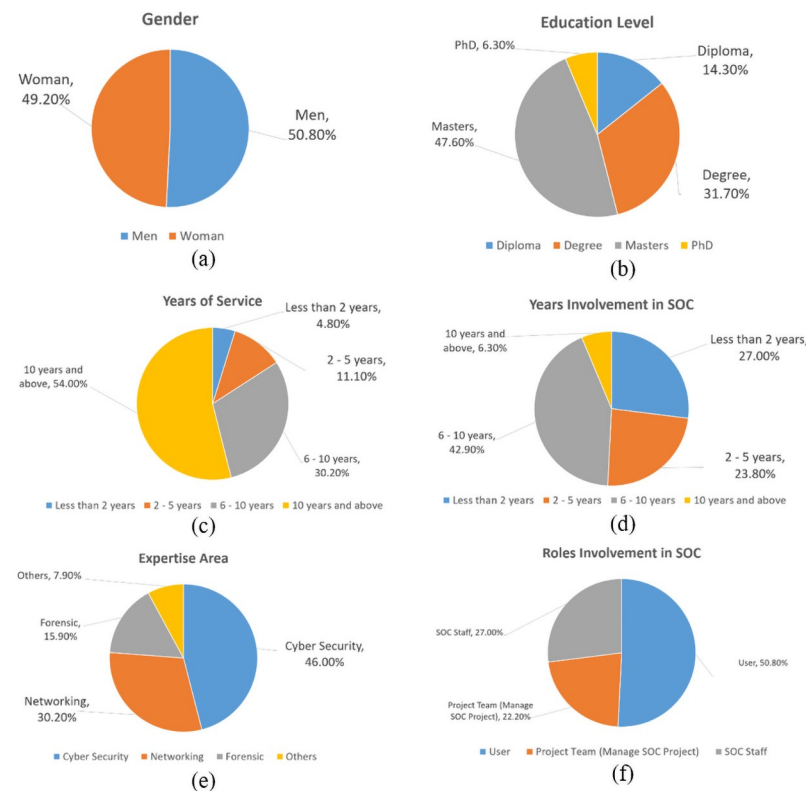 Gender
Woman,
49.20%
Men,
50.80%
Men Woman
(a)
Education Level
PhD, 6.30%
Diploma,
14.30%
Masters,
47.60%
Degree,
31.70%
Diploma Degree Masters PhD
(b)
Years of Service
Less than 2 years,
4.80%
2 - 5 years,
11.10%
10 years and
above, 54.00%
6 - 10 years,
30.20%
Less than 2 years 2 - 5 years 6 - 10 years 10 years and above
(c)
Years Involvement in SOC
10 years and
above, 6.30%
Less than 2 years,
27.00%
6 - 10 years,
42.90%
2 - 5 years,
23.80%
Less than 2 years 2 - 5 years 6 - 10 years 10 years and above
(d)
Expertise Area
Others, 7.90%
Forensic,
15.90%
Cyber Security,
46.00%
Networking,
30.20%
Cyber Security Networking Forensic Others
(e)
Roles Involvement in SOC
SOC Staff, 27.00%
User, 50.80%
Project Team (Manage
SOC Project), 22.20%
User Project Team (Manage SOC Project) SOC Staff
(f)